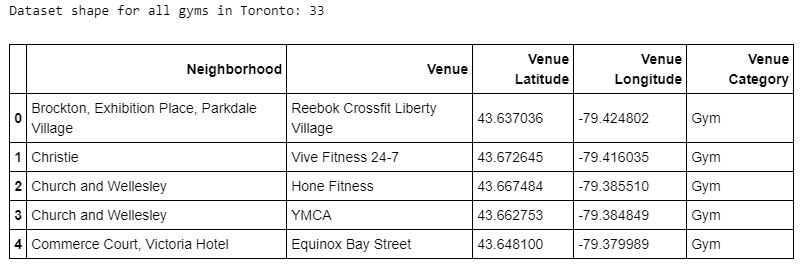 Dataset shape for all gyms in Toronto: 33
Neighborhood Venue Venue Latitude Venue Longitude Venue Category
0 Brockton, Exhibition Place, Parkdale Village Reebok Crossfit Liberty Village 43.637036 -79.424802 Gym
1 Christie Vive Fitness 24-7 43.672645 -79.416035 Gym
2 Church and Wellesley Hone Fitness 43.667484 -79.385510 Gym
3 Church and Wellesley YMCA 43.662753 -79.384849 Gym
4 Commerce Court, Victoria Hotel Equinox Bay Street 43.648100 -79.379989 Gym